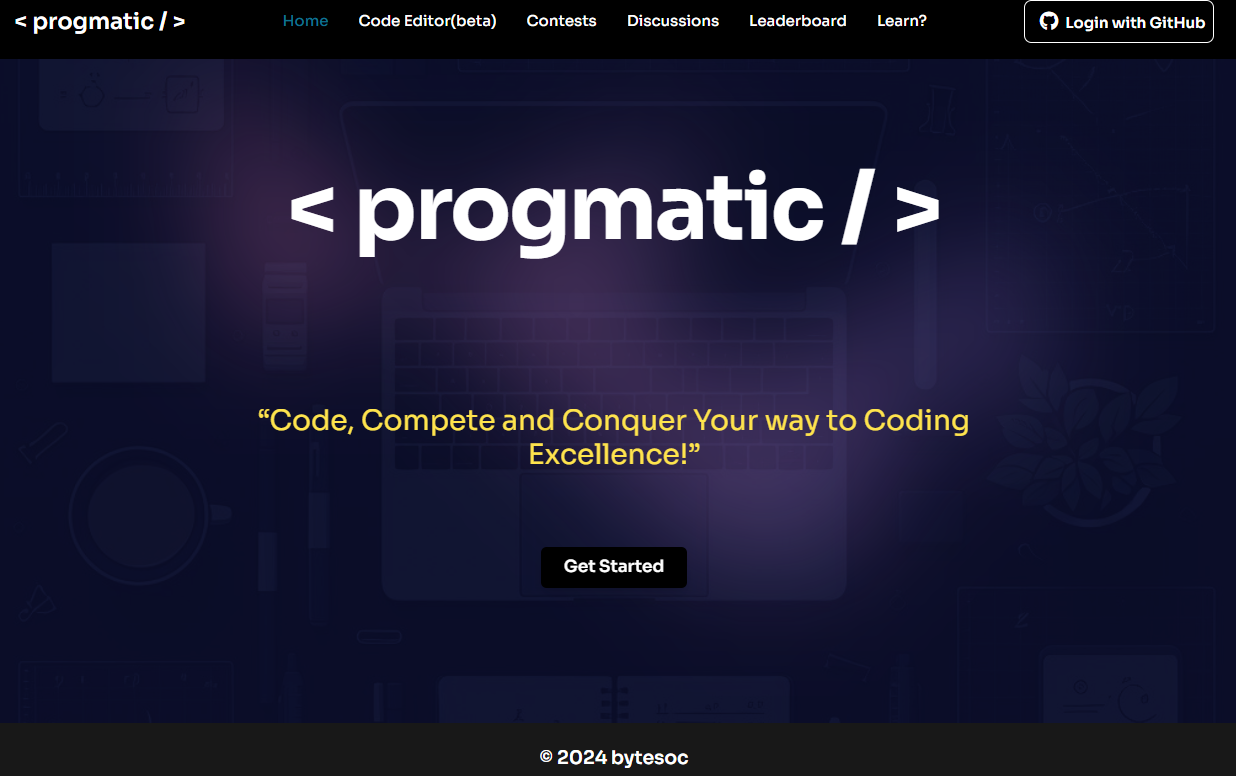 < progmatic / >
Home
Code Editor(beta)
Contests
Discussions
Leaderboard
Learn?
Login with GitHub
< progmatic / >
“Code, Compete and Conquer Your way to Coding
Excellence!”
Get Started
© 2024 bytesoc